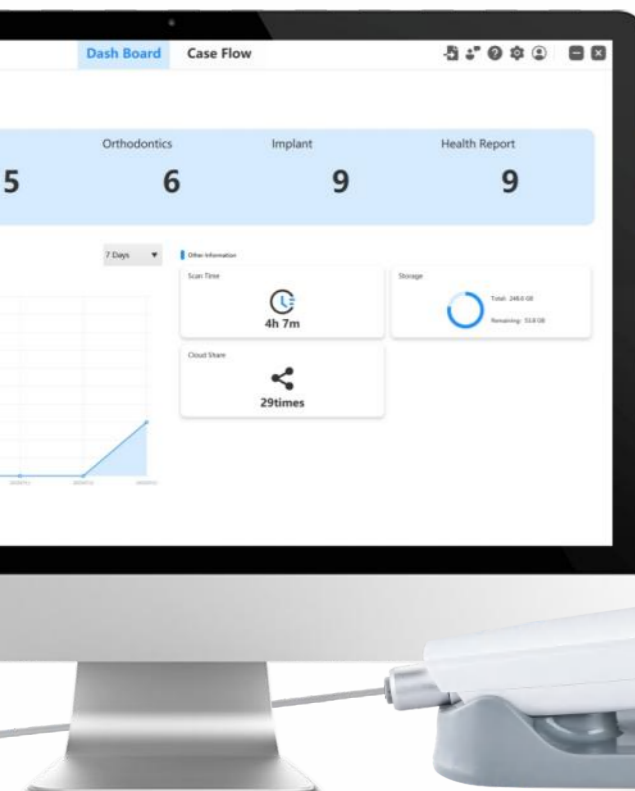 Dash Board Case Flow
Orthodontics Implant Health Report
5 6 9 9
7 Days
Other Information
Scan Time
4h 7m
Storage
Total: 248.6 GB
Remaining: 53.8 GB
Cloud Share
29times